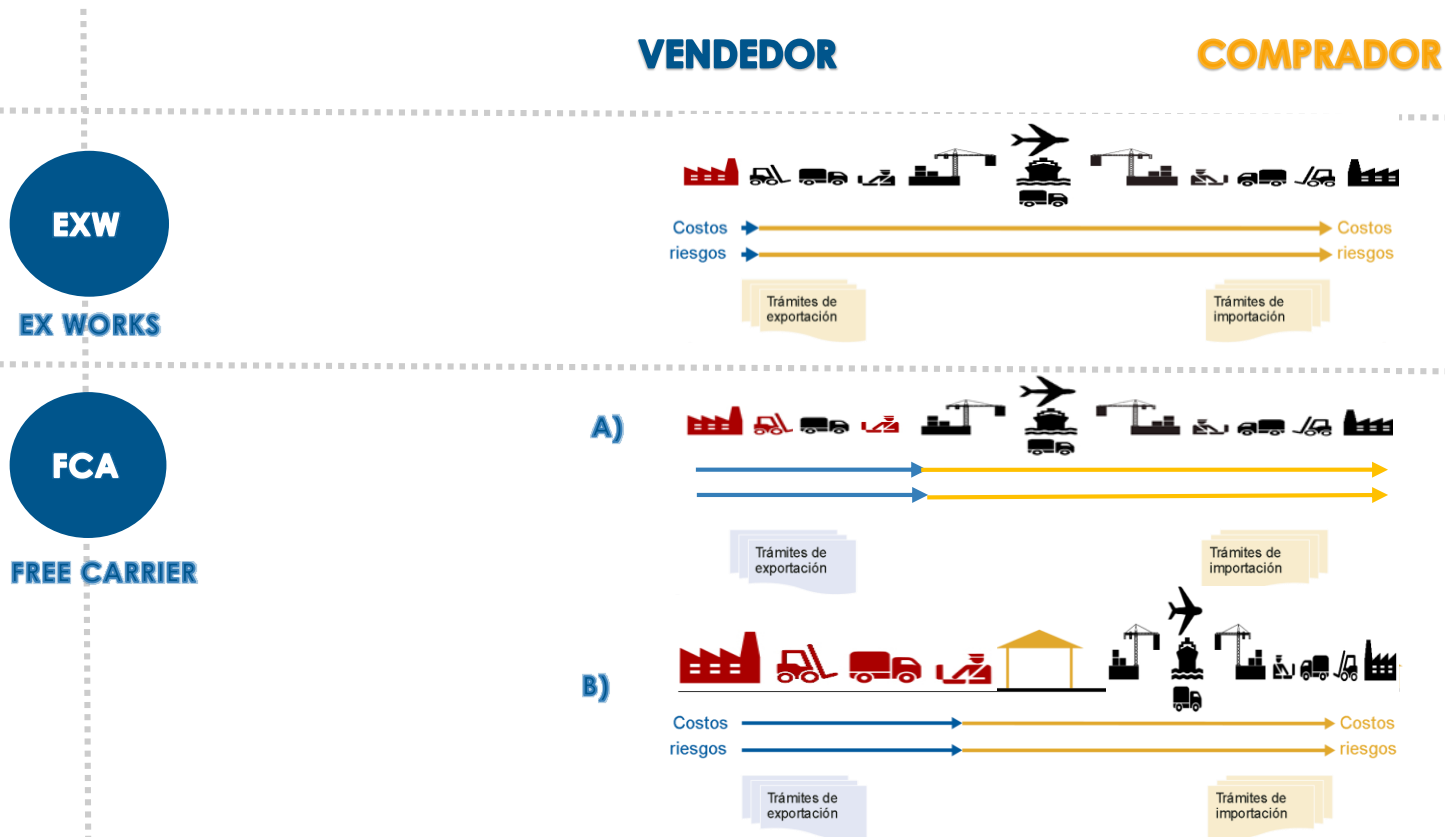 VENDEDOR
COMPRADOR
EXW
EX WORKS
Costos
Costos
riesgos
riesgos
Trámites de
exportación
Trámites de
importación
FCA
FREE CARRIER
A)
Trámites de
exportación
Trámites de
importación
B)
Costos
Costos
riesgos
riesgos
Trámites de
exportación
Trámites de
importación